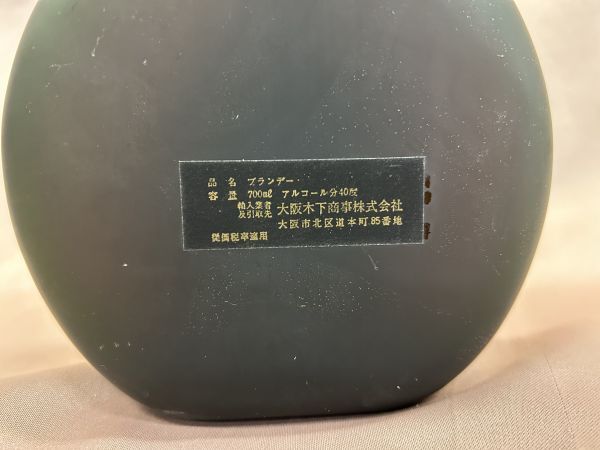 品名 ブランデー
容量 700㎖ アルコール分40度
輸入業者
及引取先 大阪木下商事株式会社
大阪市北区道本町85番地
従価税率適用